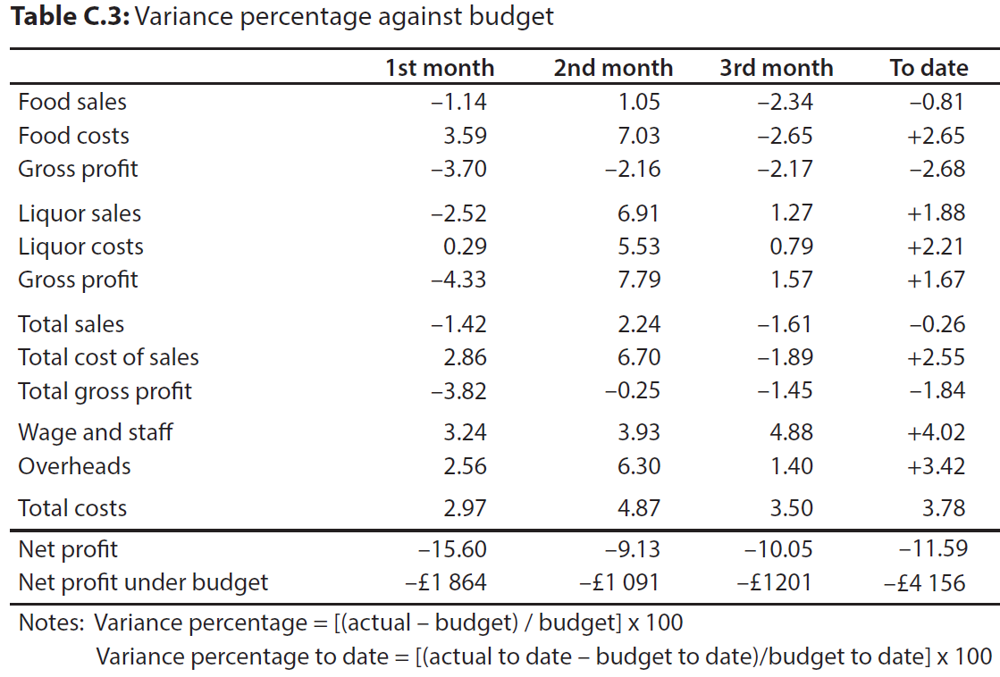 Table C.3: Variance percentage against budget
1st month 2nd month 3rd month To date
Food sales –1.14 1.05 –2.34 –0.81
Food costs 3.59 7.03 –2.65 +2.65
Gross profit –3.70 –2.16 –2.17 –2.68
Liquor sales –2.52 6.91 1.27 +1.88
Liquor costs 0.29 5.53 0.79 +2.21
Gross profit –4.33 7.79 1.57 +1.67
Total sales –1.42 2.24 –1.61 –0.26
Total cost of sales 2.86 6.70 –1.89 +2.55
Total gross profit –3.82 –0.25 –1.45 –1.84
Wage and staff 3.24 3.93 4.88 +4.02
Overheads 2.56 6.30 1.40 +3.42
Total costs 2.97 4.87 3.50 3.78
Net profit –15.60 –9.13 –10.05 –11.59
Net profit under budget –£1 864 –£1 091 –£1201 –£4 156
Notes: Variance percentage = [(actual – budget) / budget] x 100
Variance percentage to date = [(actual to date – budget to date)/budget to date] x 100